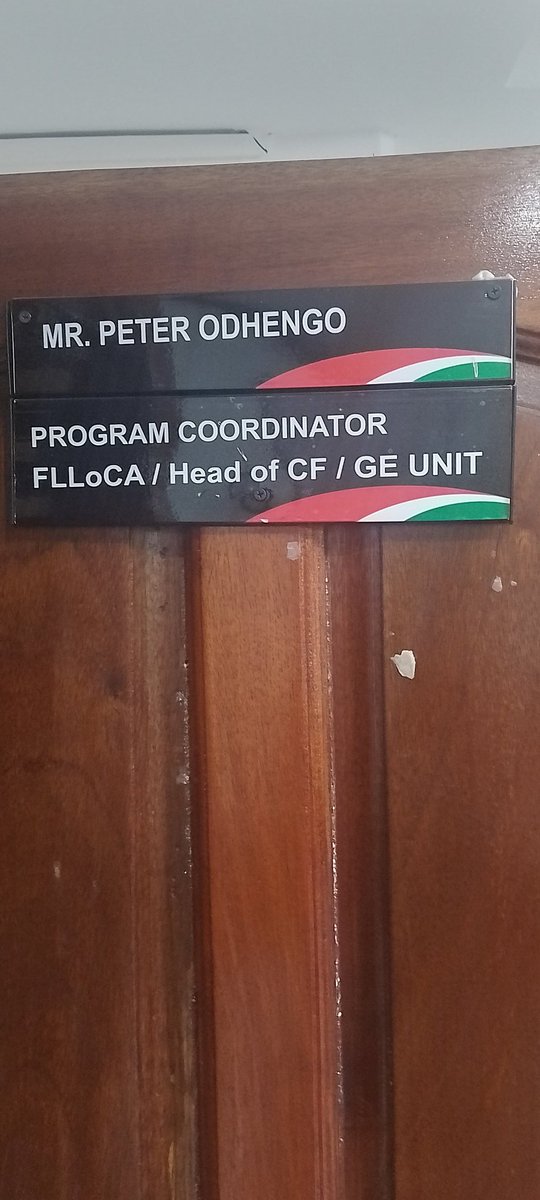 MR. PETER ODHENGO
PROGRAM COORDINATOR
FLLoCA / Head of CF / GE UNIT